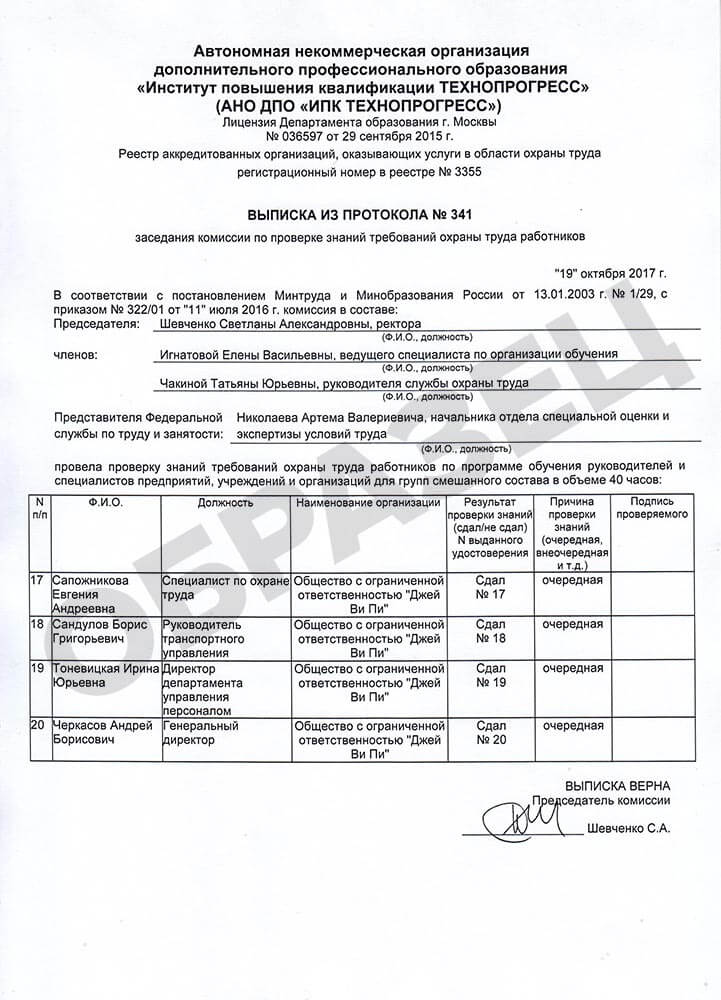 Автономная некоммерческая организация
дополнительного профессионального образования
«Институт повышения квалификации ТЕХНОПРОГРЕСС»
(АНО ДПО «ИПК ТЕХНОПРОГРЕСС»)
Лицензия Департамента образования г. Москвы
№ 036597 от 29 сентября 2015 г.
Реестр аккредитованных организаций, оказывающих услуги в области охраны труда
регистрационный номер в реестре № 3355
ВЫПИСКА ИЗ ПРОТОКОЛА № 341
заседания комиссии по проверке знаний требований охраны труда работников
"19" октября 2017 г.
В соответствии с постановлением Минтруда и Минобразования России от 13.01.2003 г. № 1/29, с
приказом № 322/01 от "11" июля 2016 г. комиссия в составе:
Председателя: Шевченко Светланы Александровны, ректора
(Ф.И.О., должность)
членов: Игнатовой Елены Васильевны, ведущего специалиста по организации обучения
(Ф.И.О., должность)
Чакиной Татьяны Юрьевны, руководителя службы охраны труда
(Ф.И.О., должность)
Представителя Федеральной Николаева Артема Валериевича, начальника отдела специальной оценки и
службы по труду и занятости: экспертизы условий труда
(Ф.И.О., должность)
провела проверку знаний требований охраны труда работников по программе обучения руководителей и
специалистов предприятий, учреждений и организаций для групп смешанного состава в объеме 40 часов:
N Ф.И.О. Должность Наименование организации Результат Причина Подпись
п/п проверки знаний проверки проверяемого
(сдал/не сдал) знаний
N выданного (очередная,
удостоверения внеочередная
и т.д.)
17 Сапожникова Специалист по охране Общество с ограниченной Сдал очередная
Евгения труда ответственностью "Джей № 17
Андреевна Ви Пи"
18 Сандулов Борис Руководитель Общество с ограниченной Сдал очередная
Григорьевич транспортного ответственностью "Джей № 18
управления Ви Пи"
19 Тоневицкая Ирина Директор Общество с ограниченной Сдал очередная
Юрьевна департамента ответственностью "Джей № 19
управления Ви Пи"
персоналом
20 Черкасов Андрей Генеральный Общество с ограниченной Сдал очередная
Борисович директор ответственностью "Джей № 20
Ви Пи"
ВЫПИСКА ВЕРНА
Председатель комиссии
Шевченко С.А.
ОБРАЗЕЦ